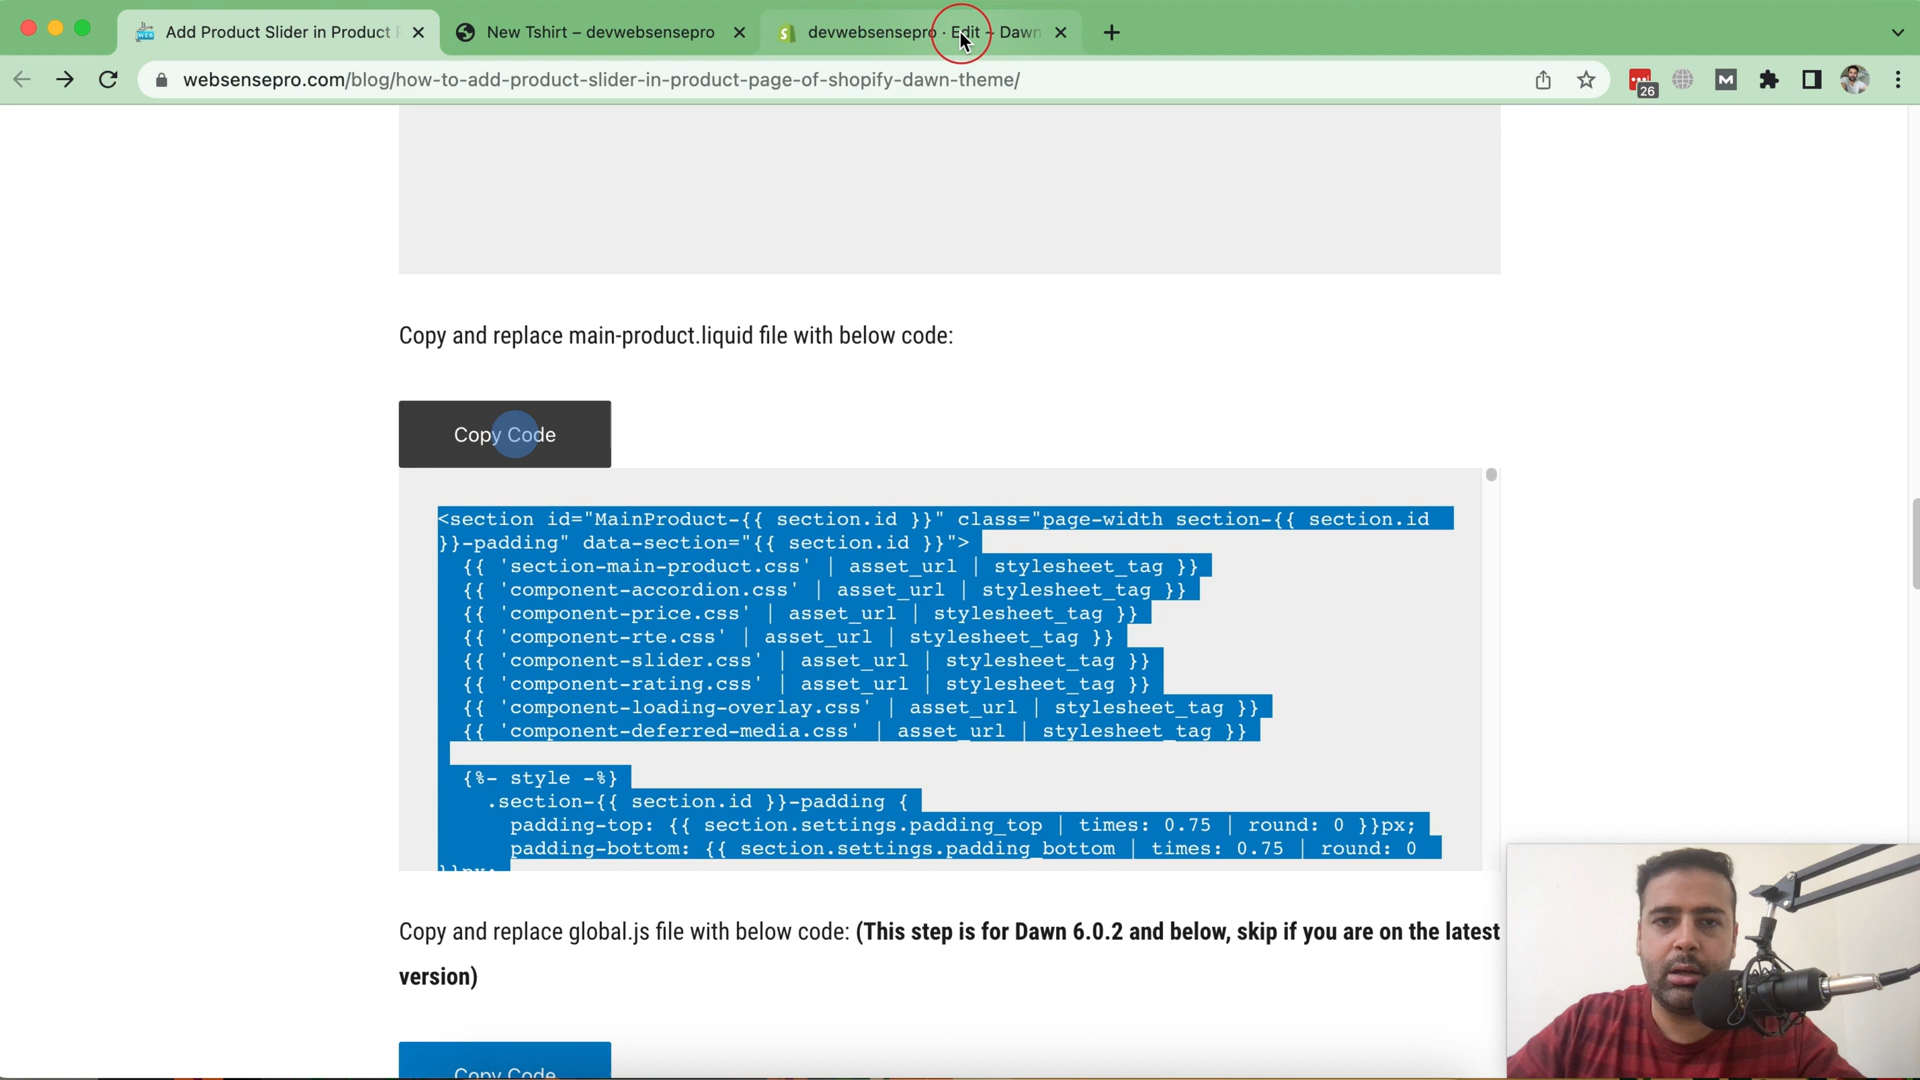 Add Product Slider in Product P
New Tshirt – devwebsensepro
devwebsensepro · Edit ~ Dawn
websensepro.com/blog/how-to-add-product-slider-in-product-page-of-shopify-dawn-theme/
26
M
Copy and replace main-product.liquid file with below code:
Copy Code
<section id="MainProduct-{{ section.id }}" class="page-width section-{{ section.id
}}-padding" data-section="{{ section.id }}">
{{ 'section-main-product.css' | asset_url | stylesheet_tag }}
{{ 'component-accordion.css' | asset_url | stylesheet_tag }}
{{ 'component-price.css' | asset_url | stylesheet_tag }}
{{ 'component-rte.css' | asset_url | stylesheet_tag }}
{{ 'component-slider.css' | asset_url | stylesheet_tag }}
{{ 'component-rating.css' | asset_url | stylesheet_tag }}
{{ 'component-loading-overlay.css' | asset_url | stylesheet_tag }}
{{ 'component-deferred-media.css' | asset_url | stylesheet_tag }}
{%- style -%}
.section-{{ section.id }}-padding {
padding-top: {{ section.settings.padding_top | times: 0.75 | round: 0 }}px;
padding-bottom: {{ section.settings.padding_bottom | times: 0.75 | round: 0
}}px;
Copy and replace global.js file with below code: (This step is for Dawn 6.0.2 and below, skip if you are on the latest
version)
Copy Code